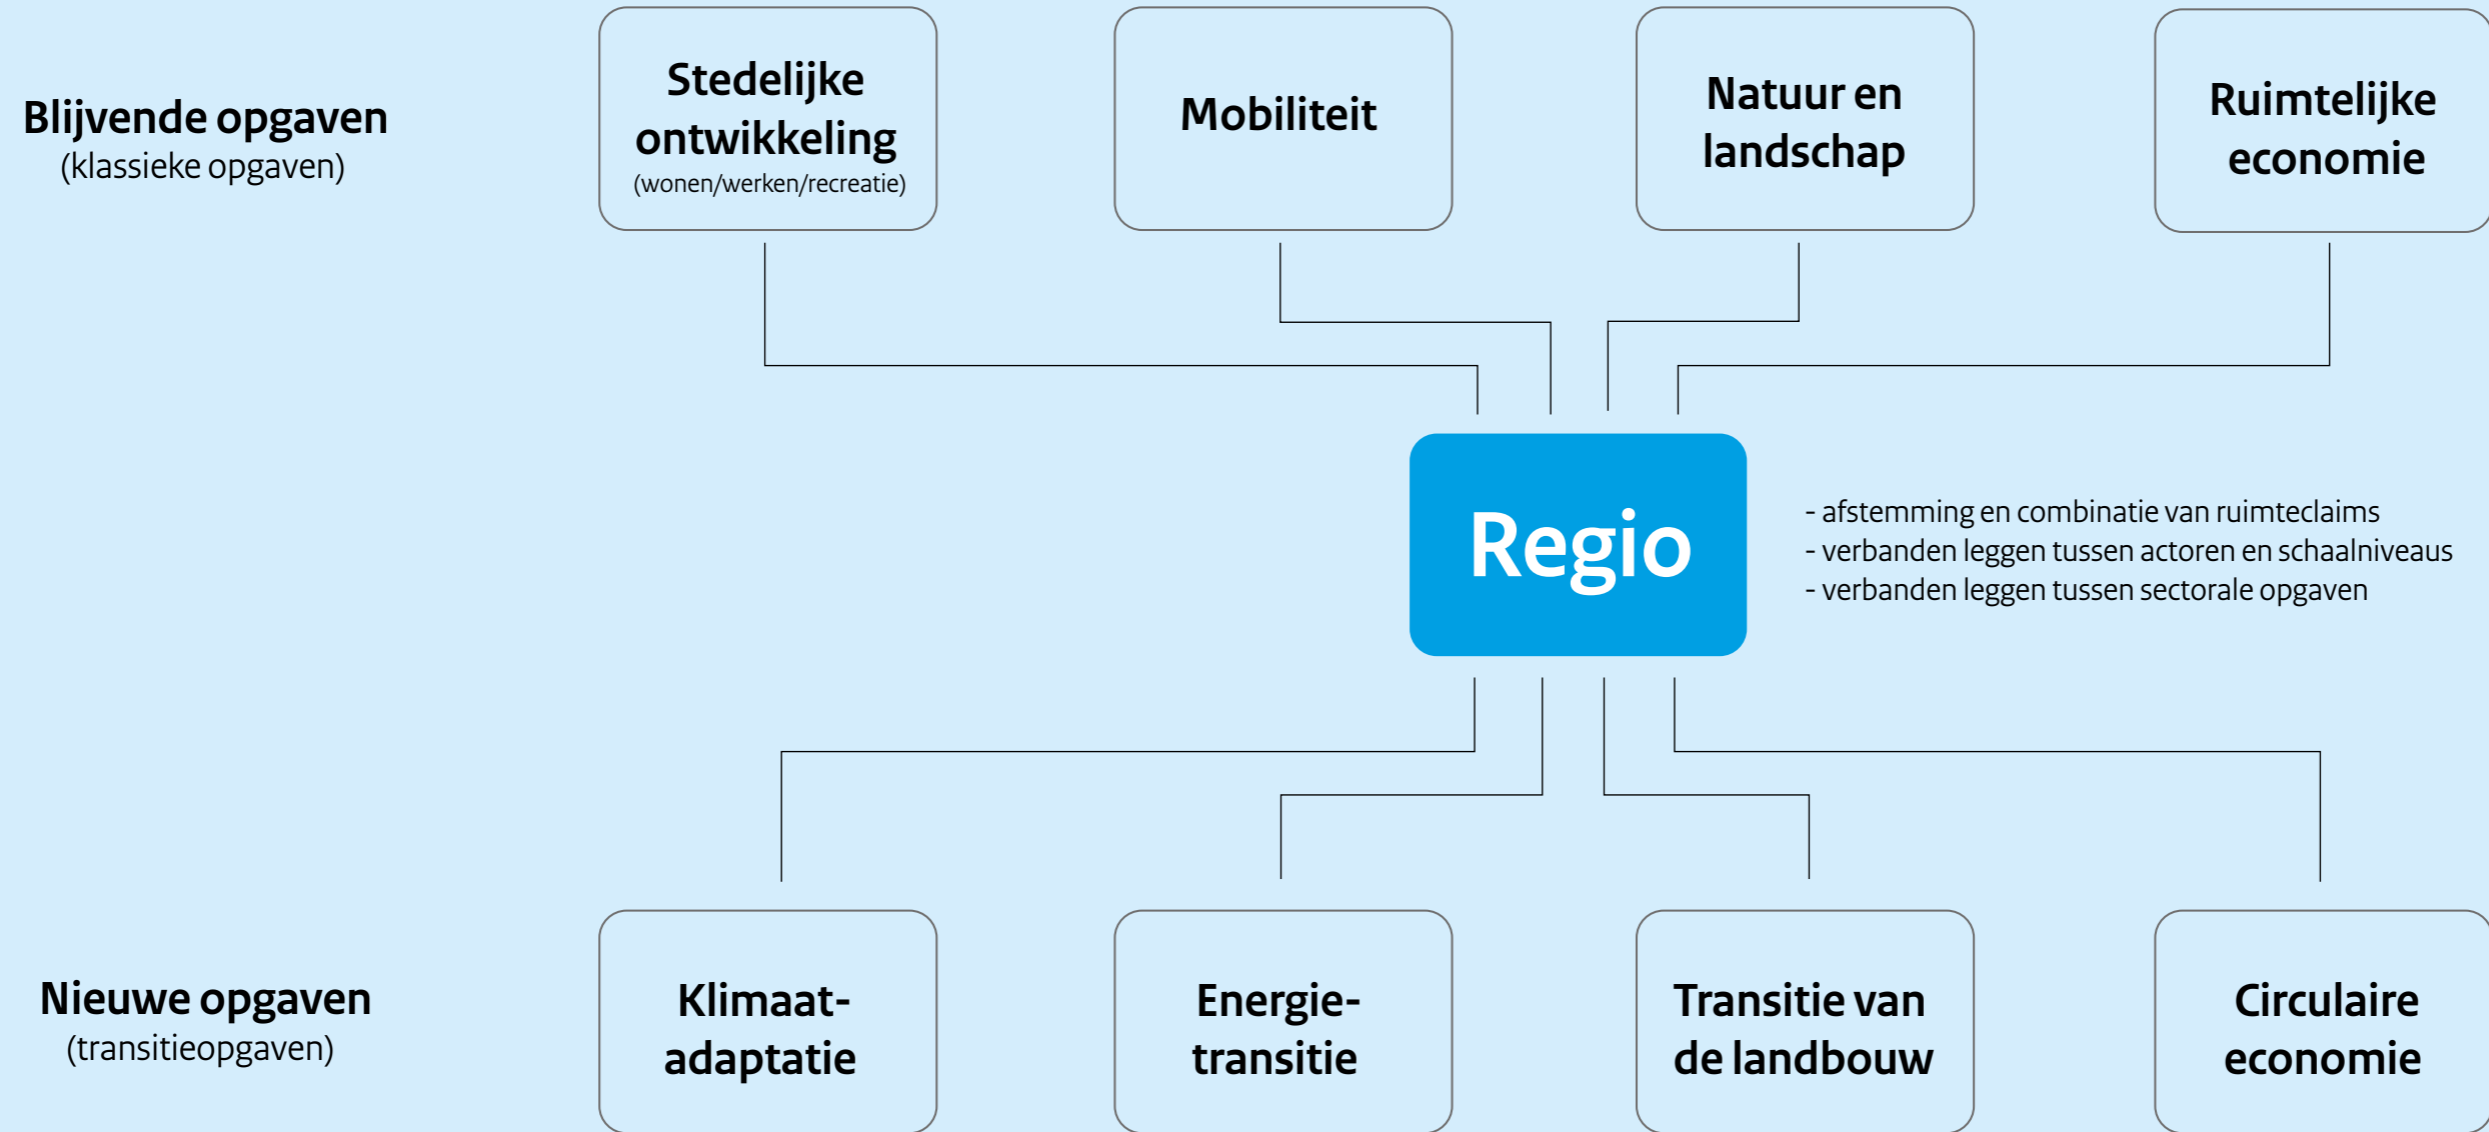 Blijvende opgaven
(klassieke opgaven)
Stedelijke
ontwikkeling
(wonen/werken/recreatie)
Mobiliteit
Natuur en
landschap
Ruimtelijke
economie
Regio
- afstemming en combinatie van ruimteclaims
- verbanden leggen tussen actoren en schaalniveaus
- verbanden leggen tussen sectorale opgaven
Nieuwe opgaven
(transitieopgaven)
Klimaat-
adaptatie
Energie-
transitie
Transitie van
de landbouw
Circulaire
economie